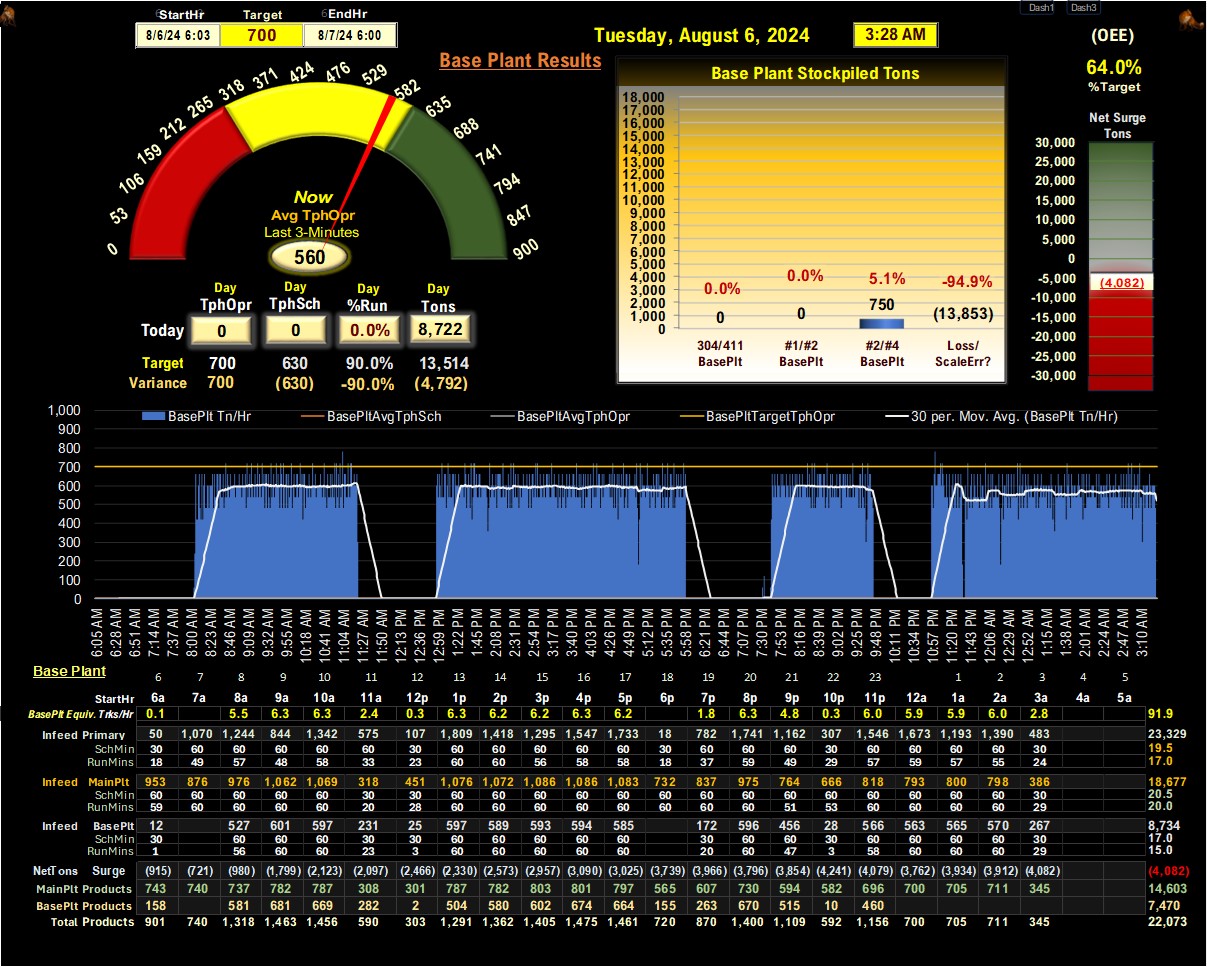 Dash1 Dash3
StartHr Target EndHr
8/6/24 6:03 700 8/7/24 6:00
Tuesday, August 6, 2024 3:28 AM
(OEE)
64.0%
%Target
Base Plant Results
0 53 106 159 212 265 318 371 424 476 529 582 635 688 741 794 847 900
Now
Avg TphOpr
Last 3-Minutes
560
Day Day Day Day
TphOpr TphSch %Run Tons
Today 0 0 0.0% 8,722
Target 700 630 90.0% 13,514
Variance 700 (630) -90.0% (4,792)
Base Plant Stockpiled Tons
18,000
17,000
16,000
15,000
14,000
13,000
12,000
11,000
10,000
9,000
8,000
7,000
6,000
5,000
4,000
3,000
2,000
1,000
0
0.0% 0.0% 5.1% -94.9%
0 0 750 (13,853)
304/411 #1/#2 #2/#4 Loss/
BasePlt BasePlt BasePlt ScaleErr?
Net Surge
Tons
30,000
25,000
20,000
15,000
10,000
5,000
0
-5,000
-10,000
-15,000
-20,000
-25,000
-30,000
(4,082)
BasePlt Tn/Hr BasePltAvgTphSch BasePltAvgTphOpr BasePltTargetTphOpr 30 per. Mov. Avg. (BasePlt Tn/Hr)
1,000
900
800
700
600
500
400
300
200
100
0
6:05 AM 6:28 AM 6:51 AM 7:14 AM 7:37 AM 8:00 AM 8:23 AM 8:46 AM 9:09 AM 9:32 AM 9:55 AM 10:18 AM 10:41 AM 11:04 AM 11:27 AM 11:50 AM 12:13 PM 12:36 PM 12:59 PM 1:22 PM 1:45 PM 2:08 PM 2:31 PM 2:54 PM 3:17 PM 3:40 PM 4:03 PM 4:26 PM 4:49 PM 5:12 PM 5:35 PM 5:58 PM 6:21 PM 6:44 PM 7:07 PM 7:30 PM 7:53 PM 8:16 PM 8:39 PM 9:02 PM 9:25 PM 9:48 PM 10:11 PM 10:34 PM 10:57 PM 11:20 PM 11:43 PM 12:06 AM 12:29 AM 12:52 AM 1:15 AM 1:38 AM 2:01 AM 2:24 AM 2:47 AM 3:10 AM
Base Plant
6 7 8 9 10 11 12 13 14 15 16 17 18 19 20 21 22 23 1 2 3 4 5
StartHr 6a 7a 8a 9a 10a 11a 12p 1p 2p 3p 4p 5p 6p 7p 8p 9p 10p 11p 12a 1a 2a 3a 4a 5a
BasePlt Equiv. Trks/Hr 0.1 5.5 6.3 6.3 2.4 0.3 6.3 6.2 6.2 6.3 6.2 1.8 6.3 4.8 0.3 6.0 5.9 5.9 6.0 2.8 91.9
Infeed Primary 50 1,070 1,244 844 1,342 575 107 1,809 1,418 1,295 1,547 1,733 18 782 1,741 1,162 307 1,546 1,673 1,193 1,390 483 23,329
SchMin 30 60 60 60 60 30 30 60 60 60 60 60 30 60 60 60 30 60 60 60 60 30 19.5
RunMins 18 49 57 48 58 33 23 60 60 56 58 58 18 37 59 49 29 57 59 57 55 24 17.0
Infeed MainPlt 953 876 976 1,062 1,069 318 451 1,076 1,072 1,086 1,086 1,083 732 837 975 764 666 818 793 800 798 386 18,677
SchMin 60 60 60 60 60 30 30 60 60 60 60 60 60 60 60 60 60 60 60 60 60 30 20.5
RunMins 59 60 60 60 60 20 28 60 60 60 60 60 60 60 60 51 53 60 60 60 60 29 20.0
Infeed BasePlt 12 527 601 597 231 25 597 589 593 594 585 172 596 456 28 566 563 565 570 267 8,734
SchMin 30 60 60 60 30 30 60 60 60 60 60 30 60 60 30 60 60 60 60 30 17.0
RunMins 1 56 60 60 23 3 60 60 60 60 60 20 60 47 3 58 60 60 60 29 15.0
NetTons Surge (915) (721) (980) (1,799) (2,123) (2,097) (2,466) (2,330) (2,573) (2,957) (3,090) (3,025) (3,739) (3,966) (3,796) (3,854) (4,241) (4,079) (3,762) (3,934) (3,912) (4,082) (4,082)
MainPlt Products 743 740 737 782 787 308 301 787 782 803 801 797 565 607 730 594 582 696 700 705 711 345 14,603
BasePlt Products 158 581 681 669 282 2 504 580 602 674 664 155 263 670 515 10 460 7,470
Total Products 901 740 1,318 1,463 1,456 590 303 1,291 1,362 1,405 1,475 1,461 720 870 1,400 1,109 592 1,156 700 705 711 345 22,073